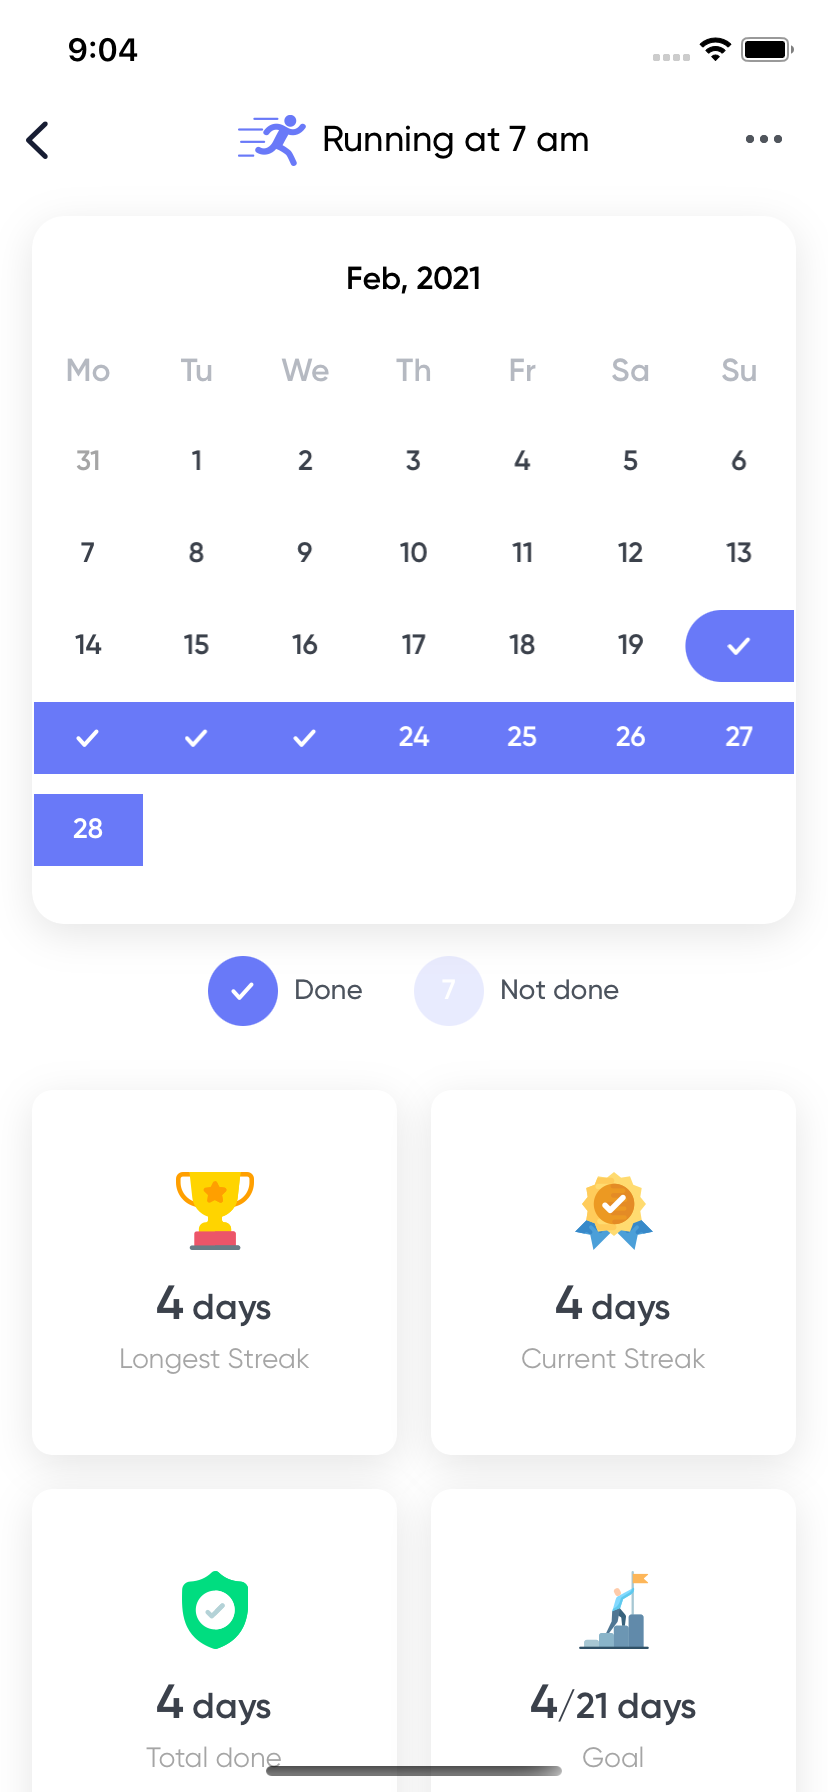 9:04
Running at 7 am
Feb, 2021
Mo Tu We Th Fr Sa Su
31 1 2 3 4 5 6
7 8 9 10 11 12 13
14 15 16 17 18 19
24 25 26 27
28
Done 7 Not done
4 days 4 days
Longest Streak Current Streak
4 days 4/21 days
Total done Goal